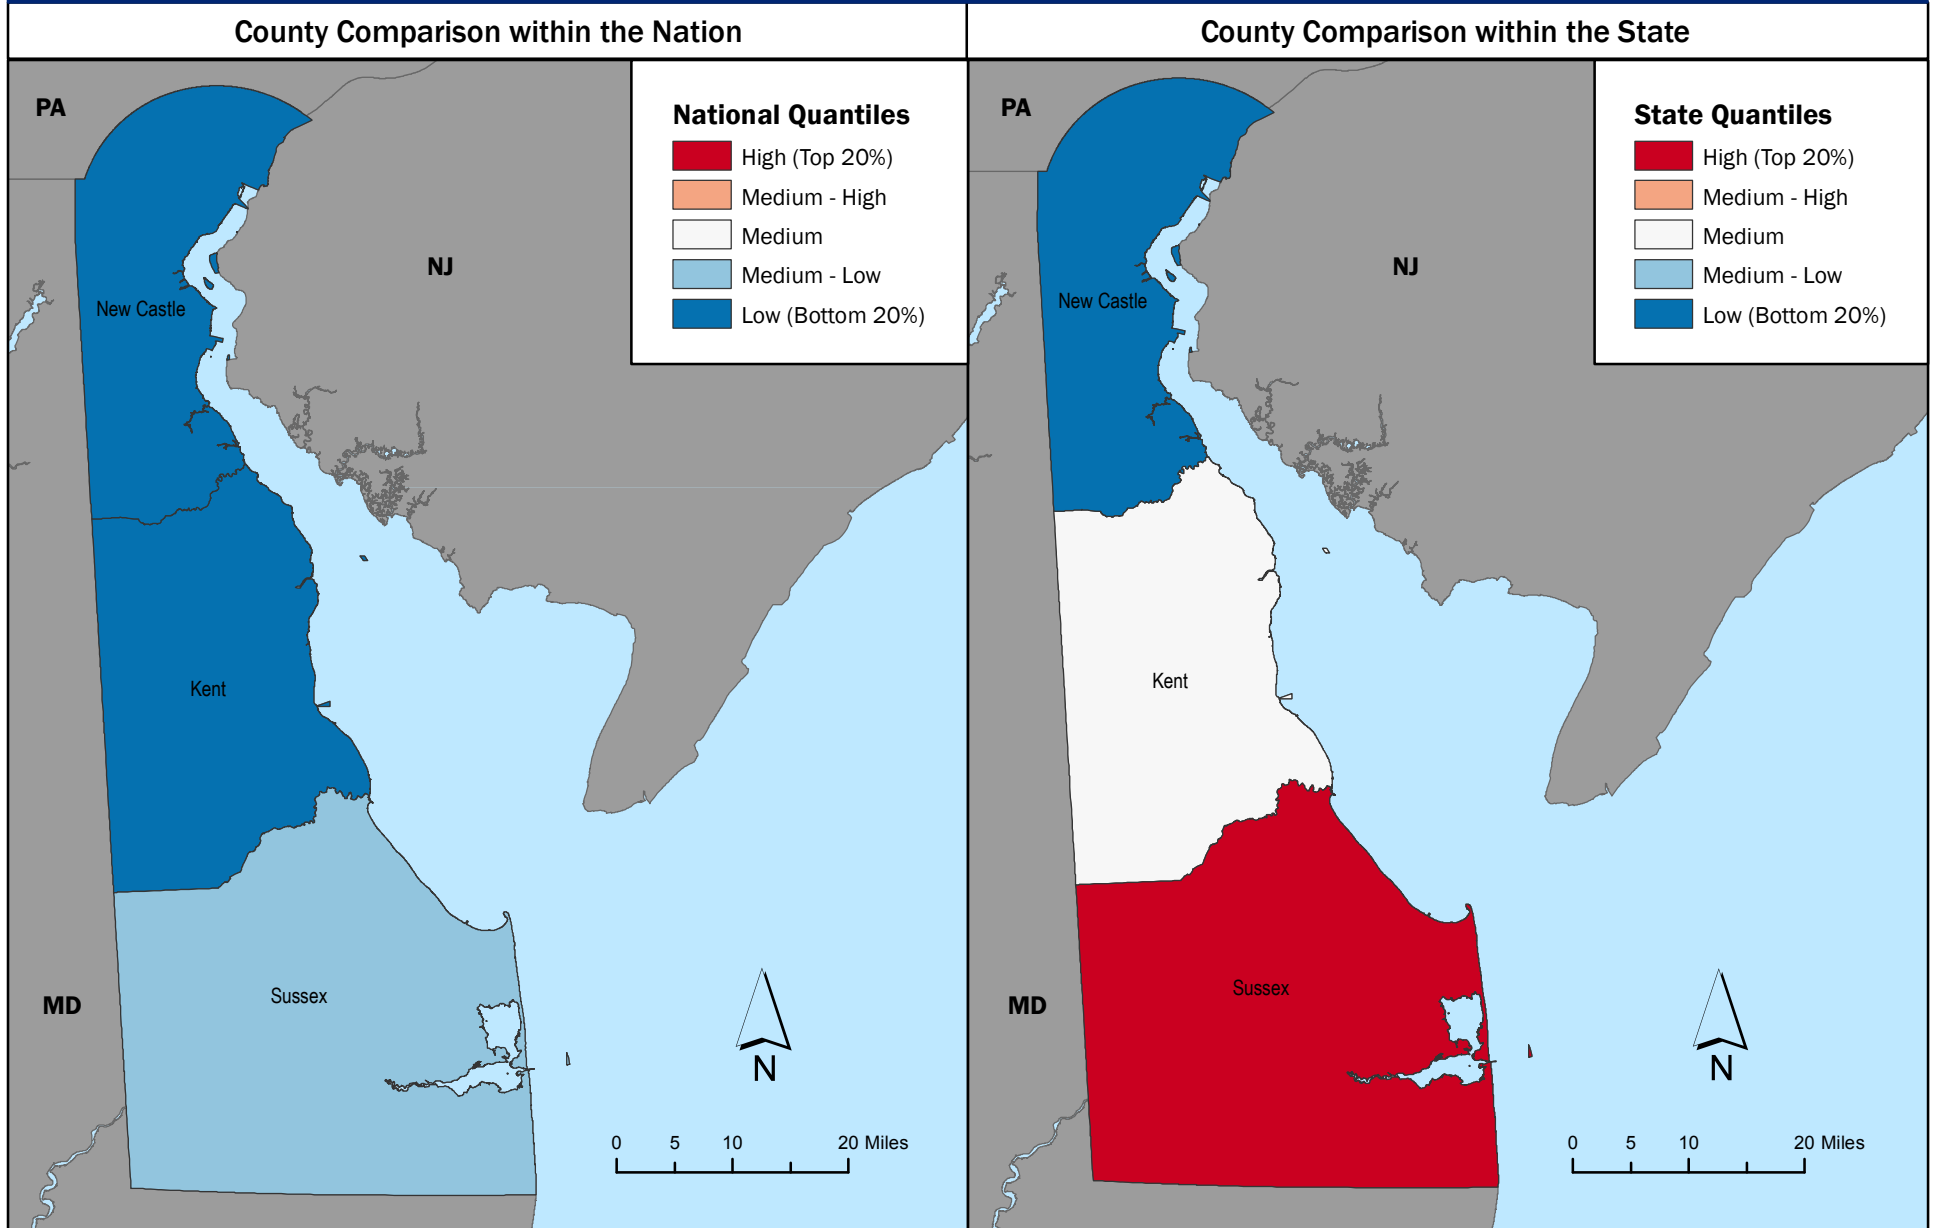 County Comparison within the Nation
PA
National Quantiles
High (Top 20%)
Medium - High
Medium
Medium - Low
Low (Bottom 20%)
NJ
New Castle
Kent
Sussex
MD
N
0 5 10 20 Miles
County Comparison within the State
PA
State Quantiles
High (Top 20%)
Medium - High
Medium
Medium - Low
Low (Bottom 20%)
NJ
New Castle
Kent
Sussex
MD
N
0 5 10 20 Miles